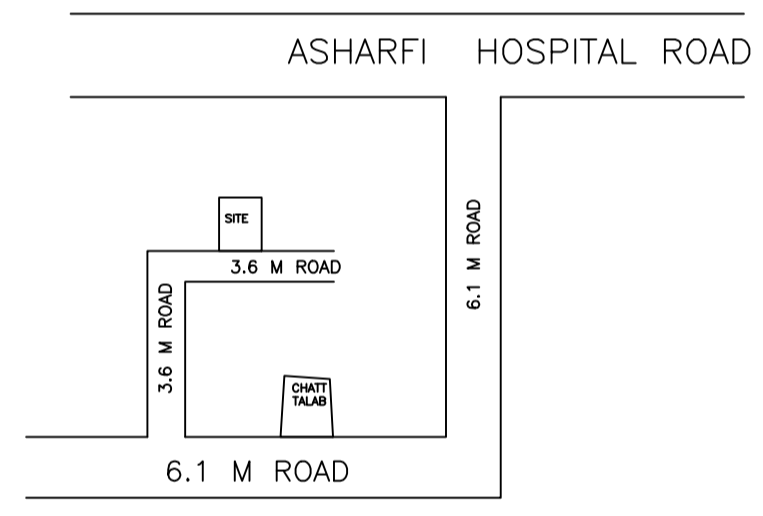 ASHARFI HOSPITAL ROAD
SITE
6.1 M ROAD
3.6 M ROAD
3.6 M ROAD
CHATT
TALAB
6.1 M ROAD